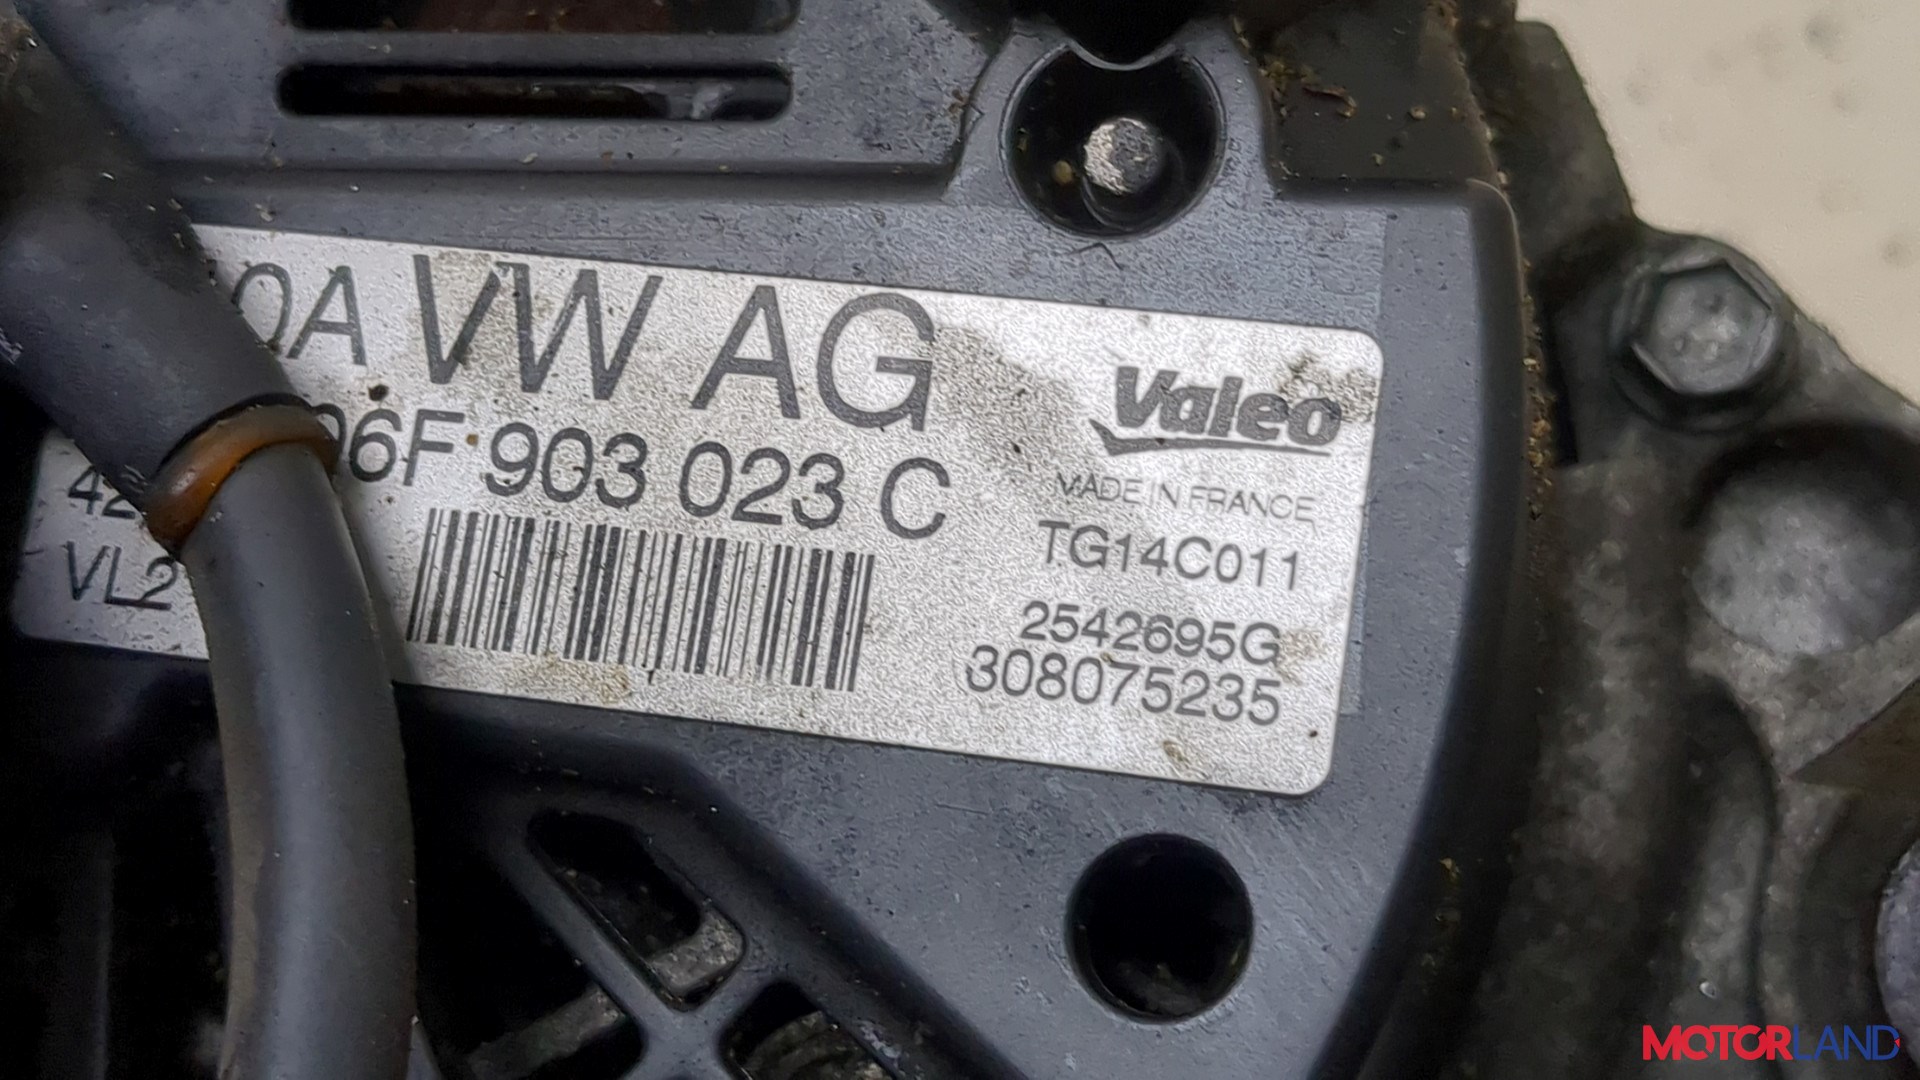 0A VW AG
06F 903 023 C
Valeo
MADE IN FRANCE
42
TG14C011
VL2
2542695G
308075235
MOTORLAND